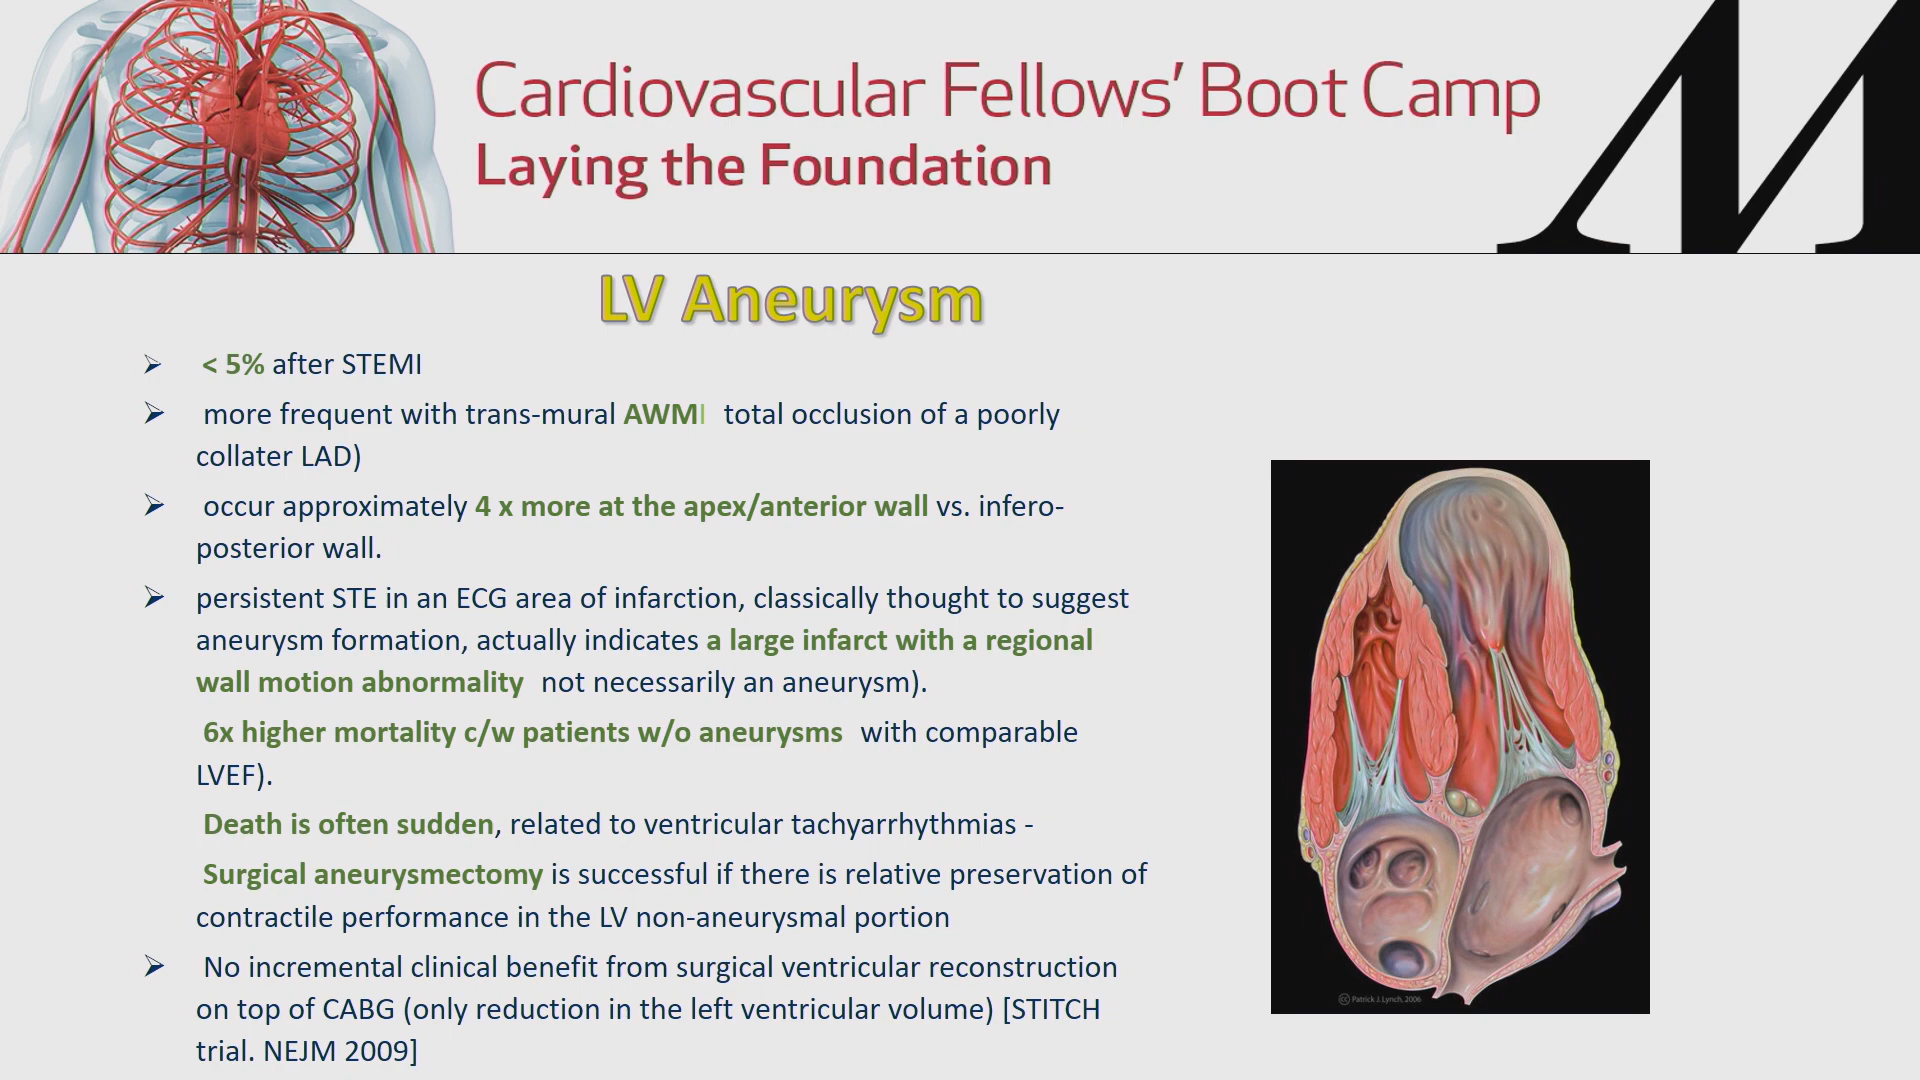 Cardiovascular Fellows' Boot Camp
Laying the Foundation
M
LV Aneurysm
< 5% after STEMI
more frequent with trans-mural AWMI total occlusion of a poorly
collater LAD)
occur approximately 4 x more at the apex/anterior wall vs. infero-
posterior wall.
persistent STE in an ECG area of infarction, classically thought to suggest
aneurysm formation, actually indicates a large infarct with a regional
wall motion abnormality not necessarily an aneurysm).
6x higher mortality c/w patients w/o aneurysms with comparable
LVEF).
Death is often sudden, related to ventricular tachyarrhythmias -
Surgical aneurysmectomy is successful if there is relative preservation of
contractile performance in the LV non-aneurysmal portion
No incremental clinical benefit from surgical ventricular reconstruction
on top of CABG (only reduction in the left ventricular volume) [STITCH
trial. NEJM 2009]
cc Patrick J. Lynch, 2006